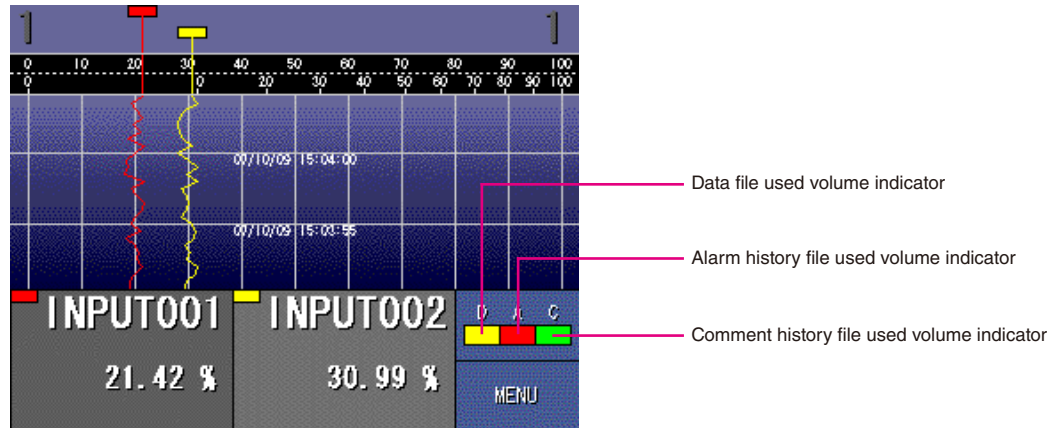 1 1
0 10 20 30 40 50 60 70 80 90 100
0 10 20 30 40 50 60 70 80 90 100
07/10/09 15:04:00
07/10/09 15:03:55
INPUT001 INPUT002 D A C
21.42 % 30.99 % MENU
Data file used volume indicator
Alarm history file used volume indicator
Comment history file used volume indicator